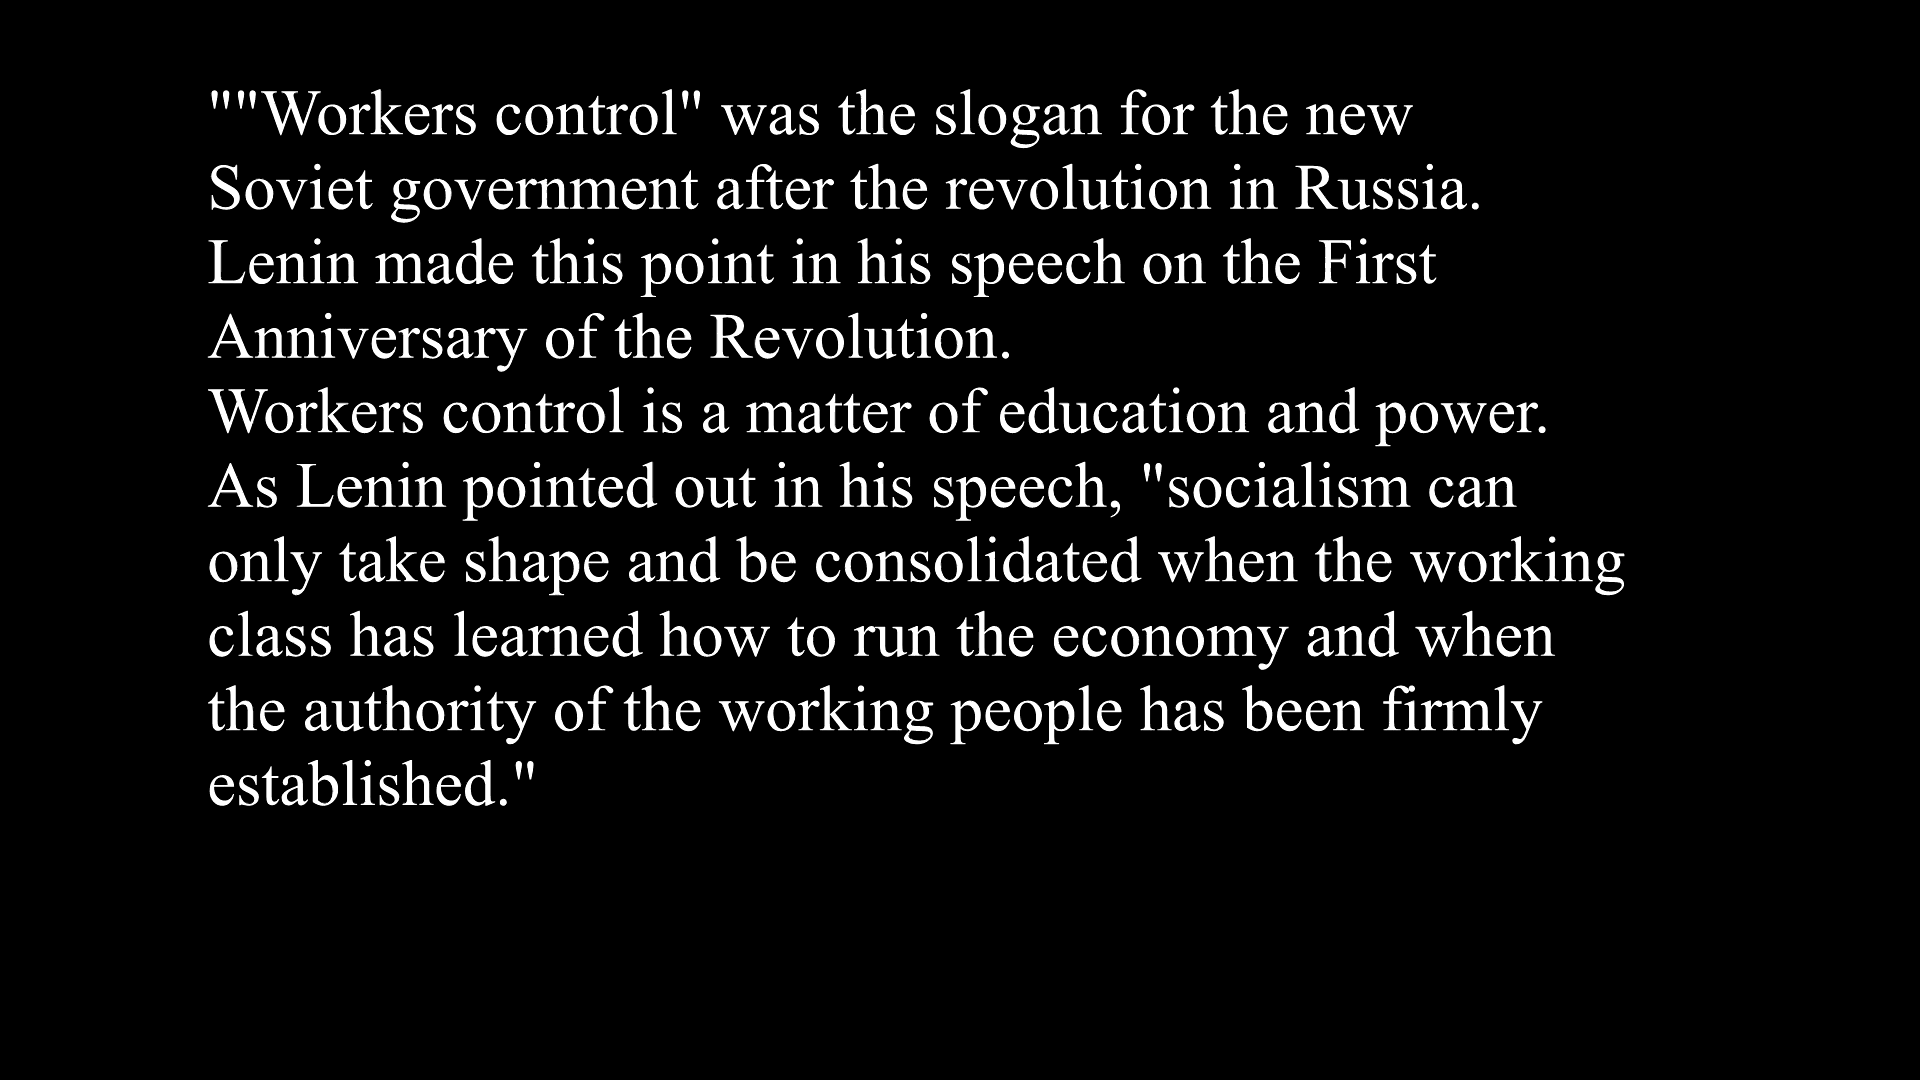 ""Workers control" was the slogan for the new
Soviet government after the revolution in Russia.
Lenin made this point in his speech on the First
Anniversary of the Revolution.
Workers control is a matter of education and power.
As Lenin pointed out in his speech, "socialism can
only take shape and be consolidated when the working
class has learned how to run the economy and when
the authority of the working people has been firmly
established."